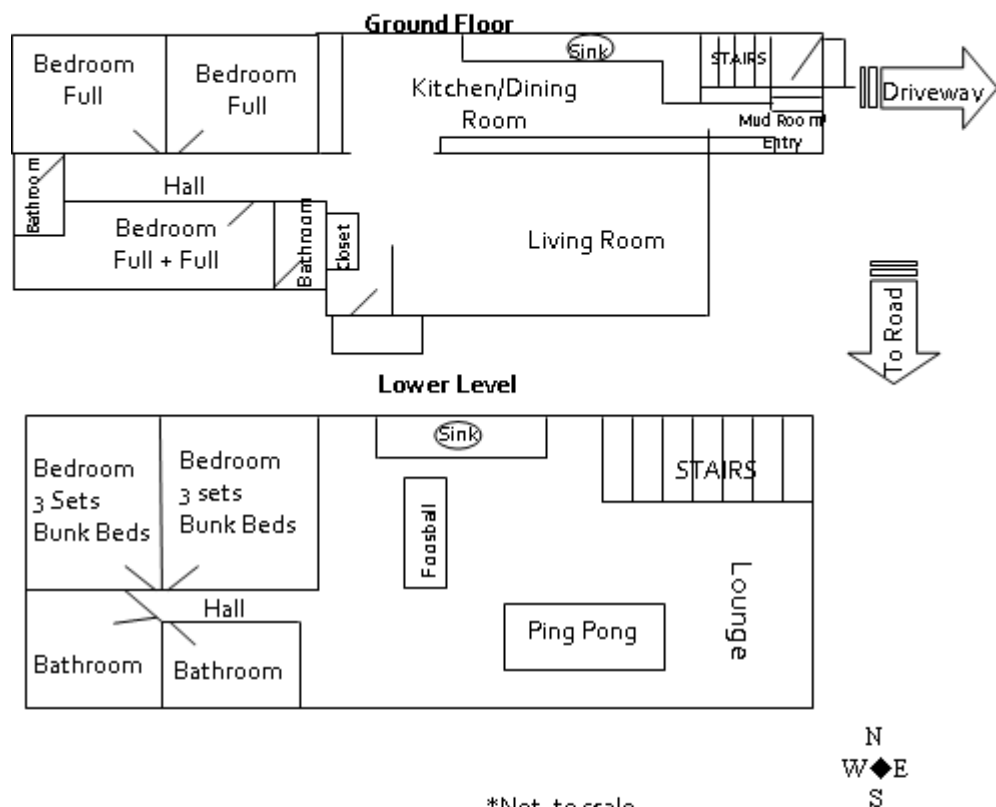 Ground Floor
Bedroom
Full
Bedroom
Full
Sink
STAIRS
Kitchen/Dining
Room
Driveway
Mud Room
Entry
Bathroom
Hall
Bedroom
Full + Full
Bathroom
Closet
Living Room
To Road
Lower Level
Bedroom
3 Sets
Bunk Beds
Bedroom
3 sets
Bunk Beds
Sink
STAIRS
Foosball
Lounge
Hall
Ping Pong
Bathroom
Bathroom
N
W E
S
*Not to scale